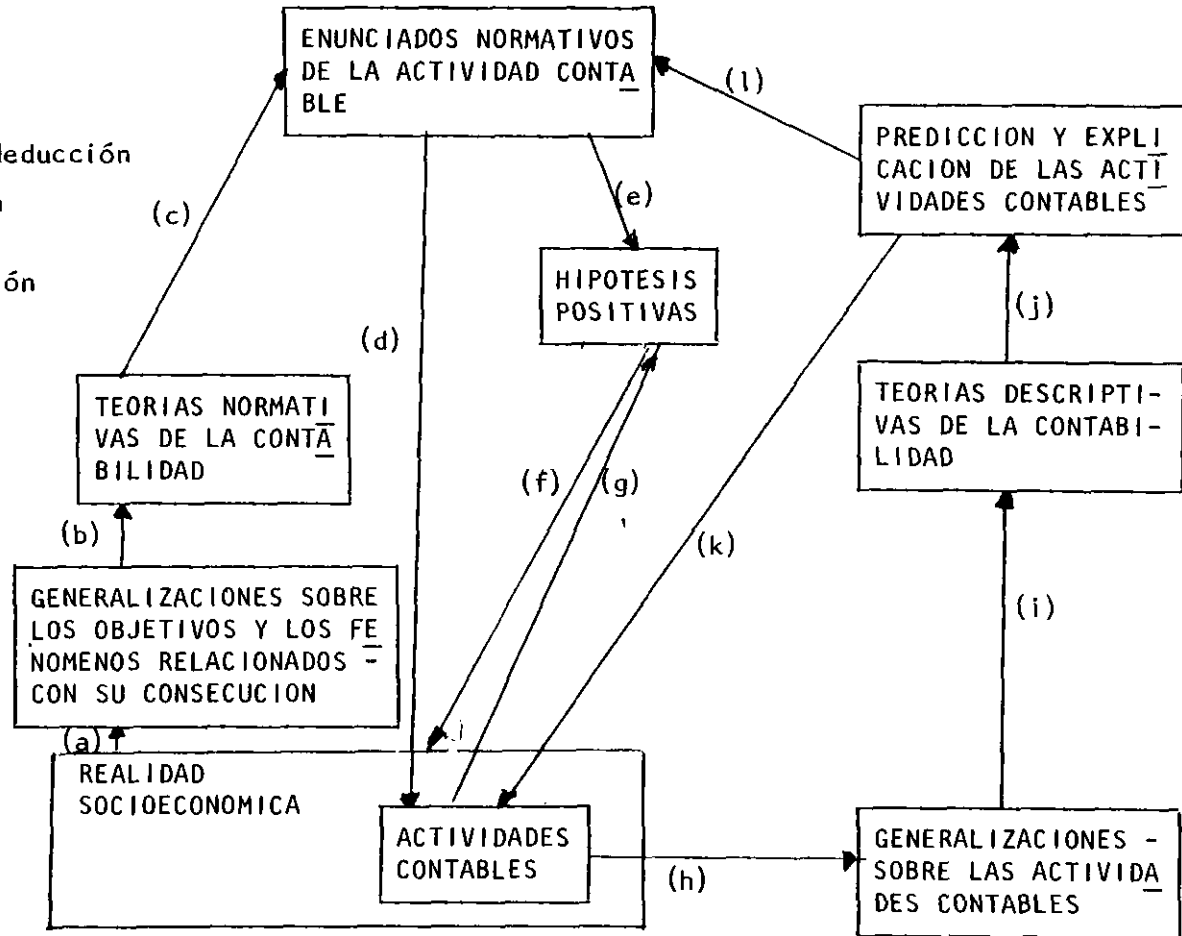 ENUNCIADOS NORMATIVOS
DE LA ACTIVIDAD CONTA
BLE
(l)
PREDICCION Y EXPLI
CACION DE LAS ACTI
VIDADES CONTABLES
(c)
(e)
HIPOTESIS
POSITIVAS
(d)
(j)
TEORIAS NORMATI
VAS DE LA CONTA
BILIDAD
TEORIAS DESCRIPTI-
VAS DE LA CONTABI-
LIDAD
(f)
(g)
(b)
(k)
(i)
GENERALIZACIONES SOBRE
LOS OBJETIVOS Y LOS FE
NOMENOS RELACIONADOS -
CON SU CONSECUCION
(a)
REALIDAD
SOCIOECONOMICA
ACTIVIDADES
CONTABLES
(h)
GENERALIZACIONES -
SOBRE LAS ACTIVIDA
DES CONTABLES